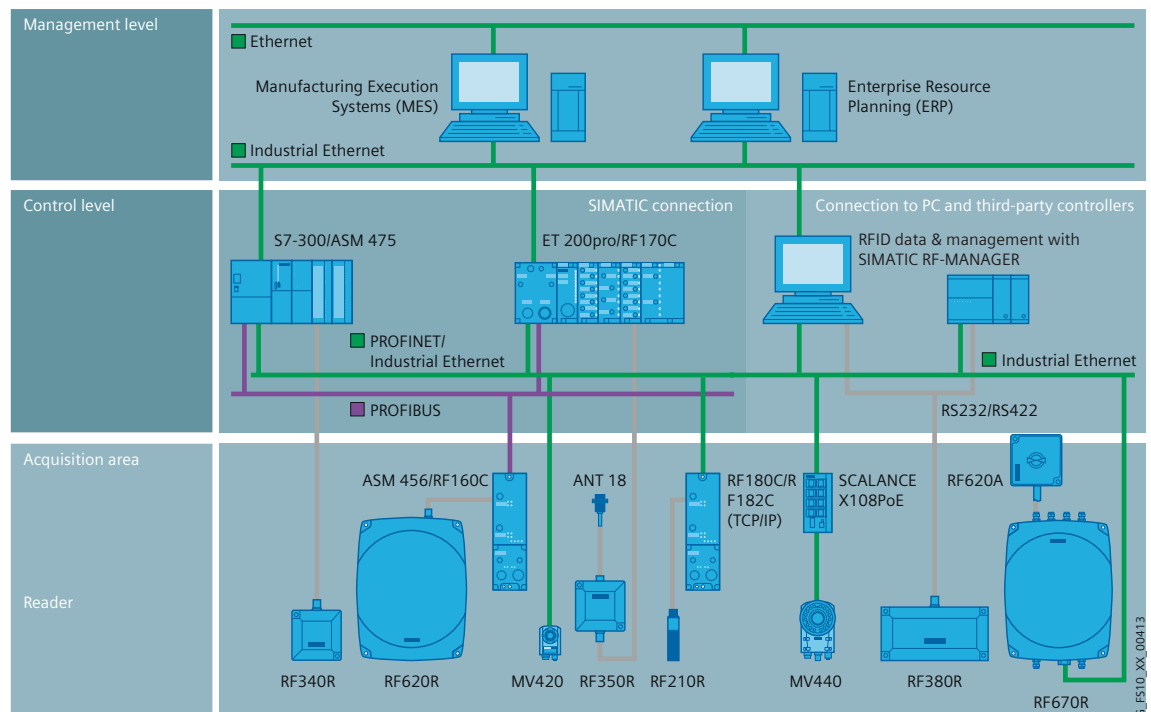 Management level
Ethernet
Manufacturing Execution
Systems (MES)
Enterprise Resource
Planning (ERP)
Industrial Ethernet
Control level
SIMATIC connection
Connection to PC and third-party controllers
S7-300/ASM 475
ET 200pro/RF170C
RFID data & management with
SIMATIC RF-MANAGER
PROFINET/
Industrial Ethernet
Industrial Ethernet
PROFIBUS
RS232/RS422
Acquisition area
ASM 456/RF160C
ANT 18
RF180C/R
F182C
(TCP/IP)
SCALANCE
X108PoE
RF620A
Reader
RF340R
RF620R
MV420
RF350R
RF210R
MV440
RF380R
RF670R
_FS10_XX_00413